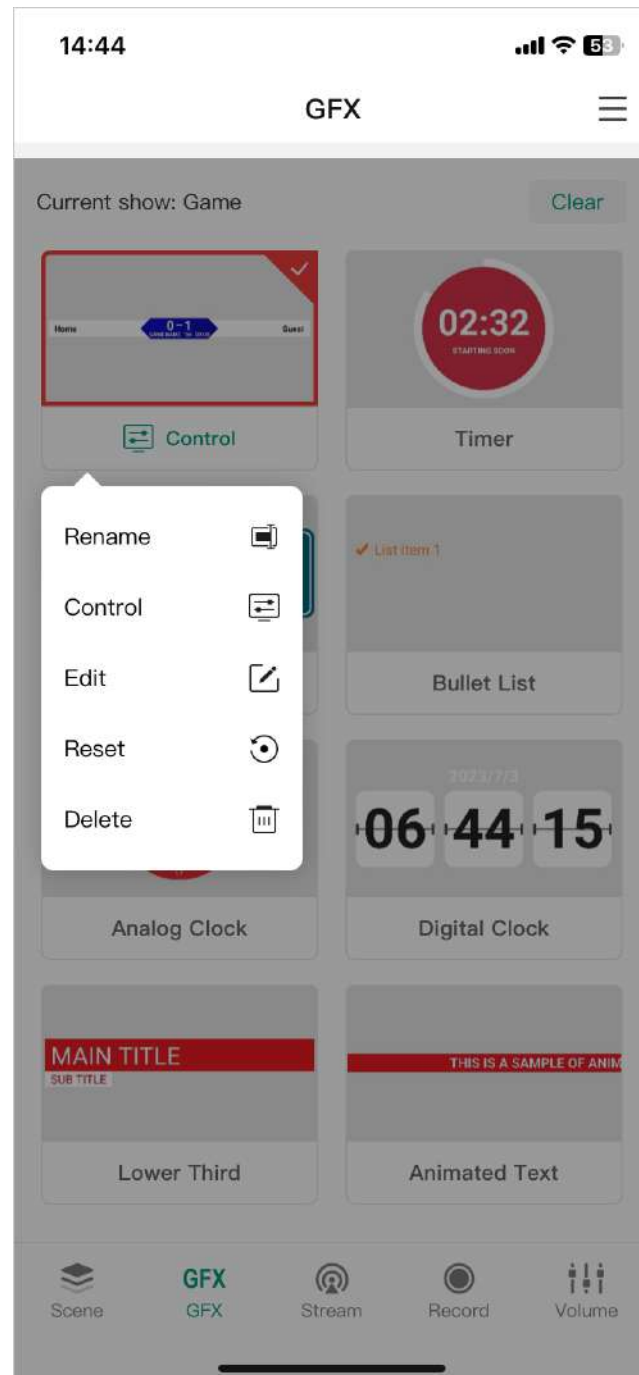 14:44
53
GFX
Current show: Game
Clear
Home
0-1
Guest
02:32
STARTING SOON
Control
Timer
Rename
Control
Edit
Reset
Delete
List item 1
Bullet List
2023/7/3
06 44 15
Analog Clock
Digital Clock
MAIN TITLE
SUB TITLE
THIS IS A SAMPLE OF ANIM
Lower Third
Animated Text
GFX
Scene
GFX
Stream
Record
Volume